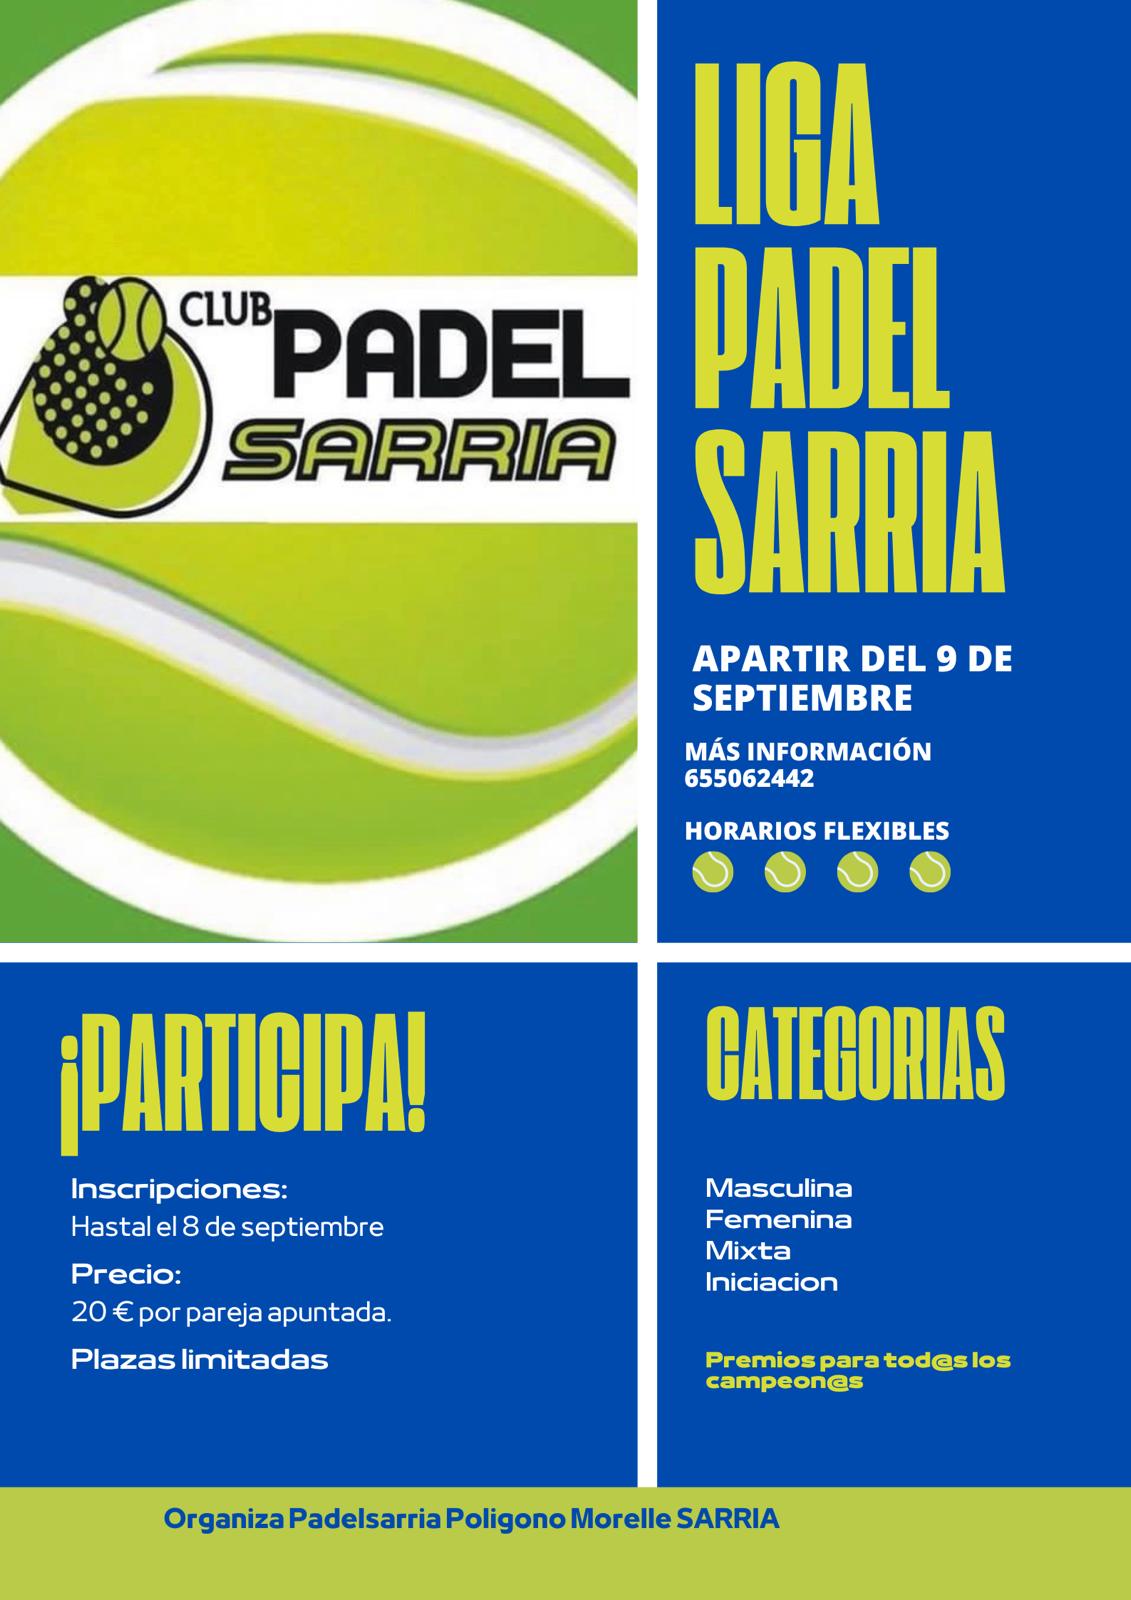 CLUB PADEL
SARRIA
LIGA
PADEL
SARRIA
APARTIR DEL 9 DE
SEPTIEMBRE
MÁS INFORMACIÓN
655062442
HORARIOS FLEXIBLES
¡PARTICIPA!
Inscripciones:
Hastal el 8 de septiembre
Precio:
20 € por pareja apuntada.
Plazas limitadas
CATEGORIAS
Masculina
Femenina
Mixta
Iniciacion
Premios para tod@s los
campeon@s
Organiza Padelsarria Poligono Morelle SARRIA